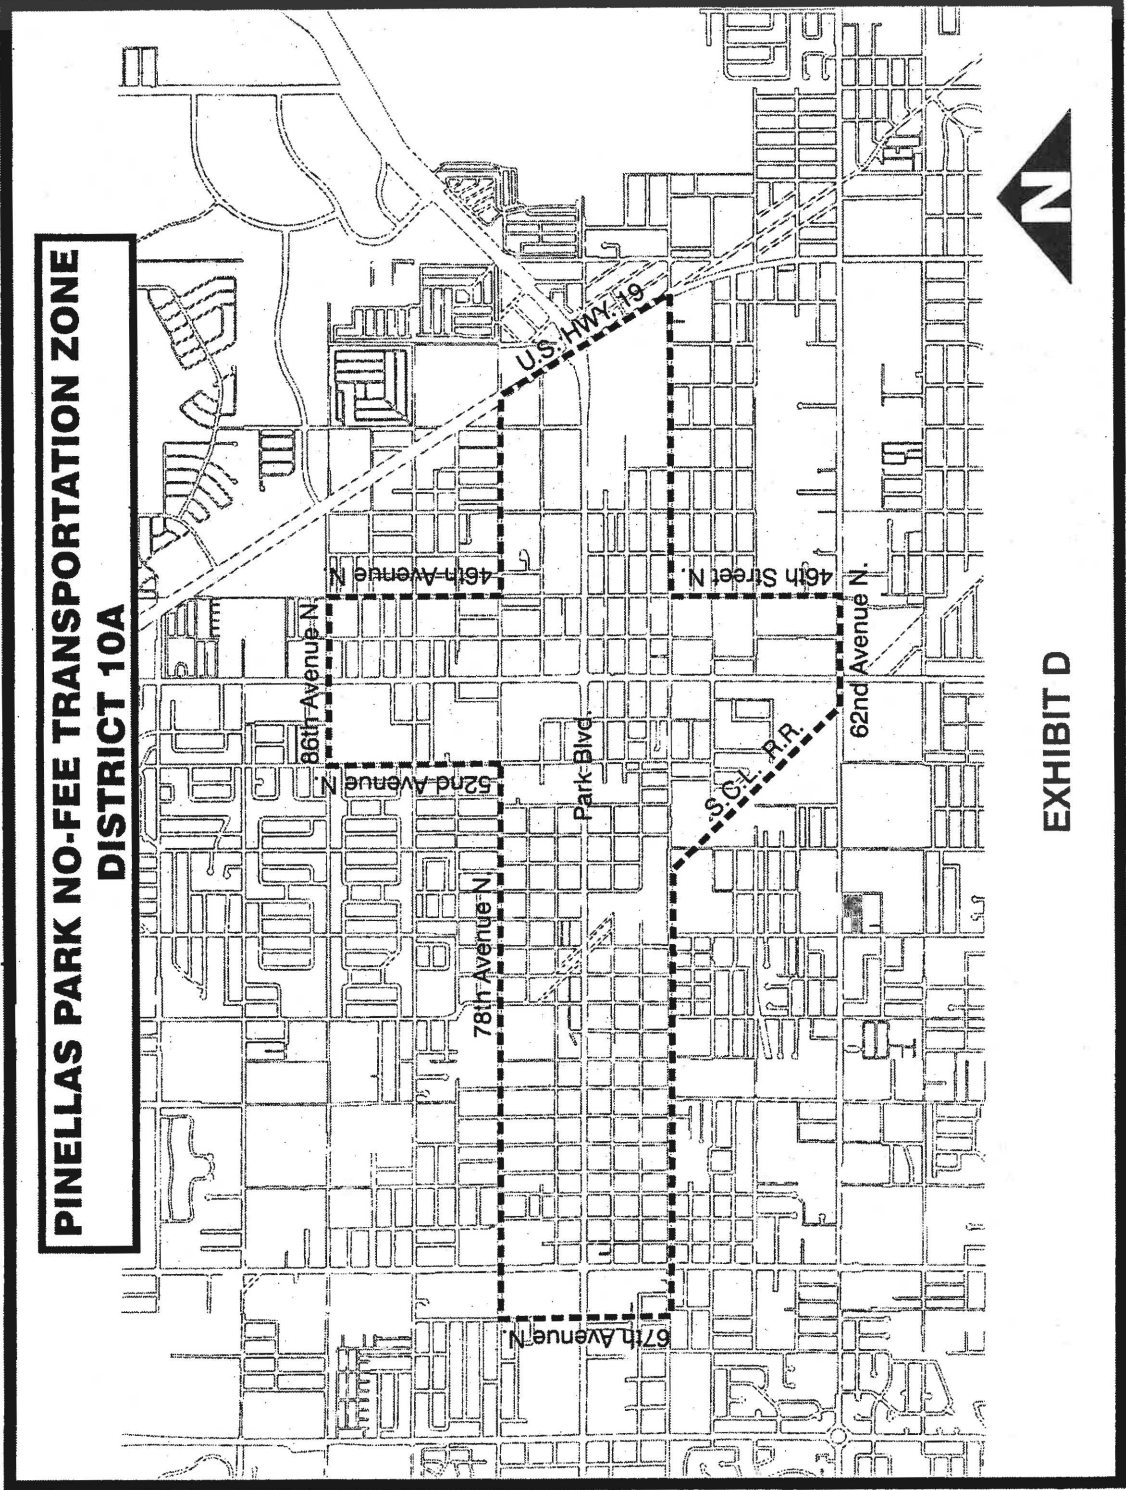 PINELLAS PARK NO-FEE TRANSPORTATION ZONE
DISTRICT 10A
N
U.S. HWY. 19
46th Avenue N.
46th Street N.
86th Avenue N
62nd Avenue N.
52nd Avenue N.
Park Blvd.
S.C.L. R.R.
78th Avenue N.
67th Avenue N.
EXHIBIT D